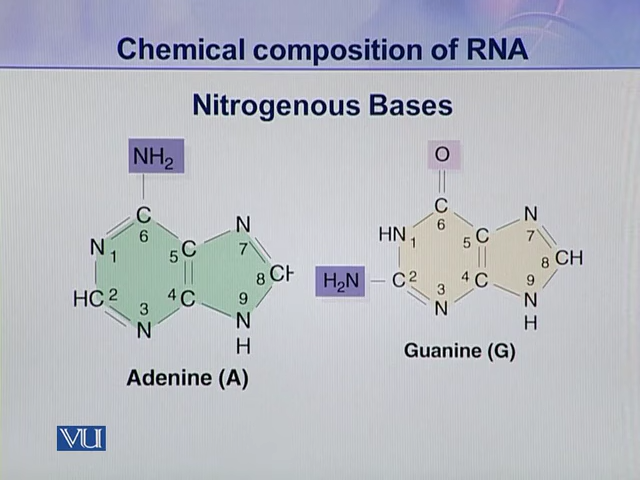 Chemical composition of RNA
Nitrogenous Bases
NH2
O
C
6
C
6
N
1
5
C
N
7
HN
1
5
C
N
7
8
CH
8
CH
HC
2
4
C
9
H2N
C
2
4
C
9
3
N
N
H
3
N
N
H
Adenine (A)
Guanine (G)
VU